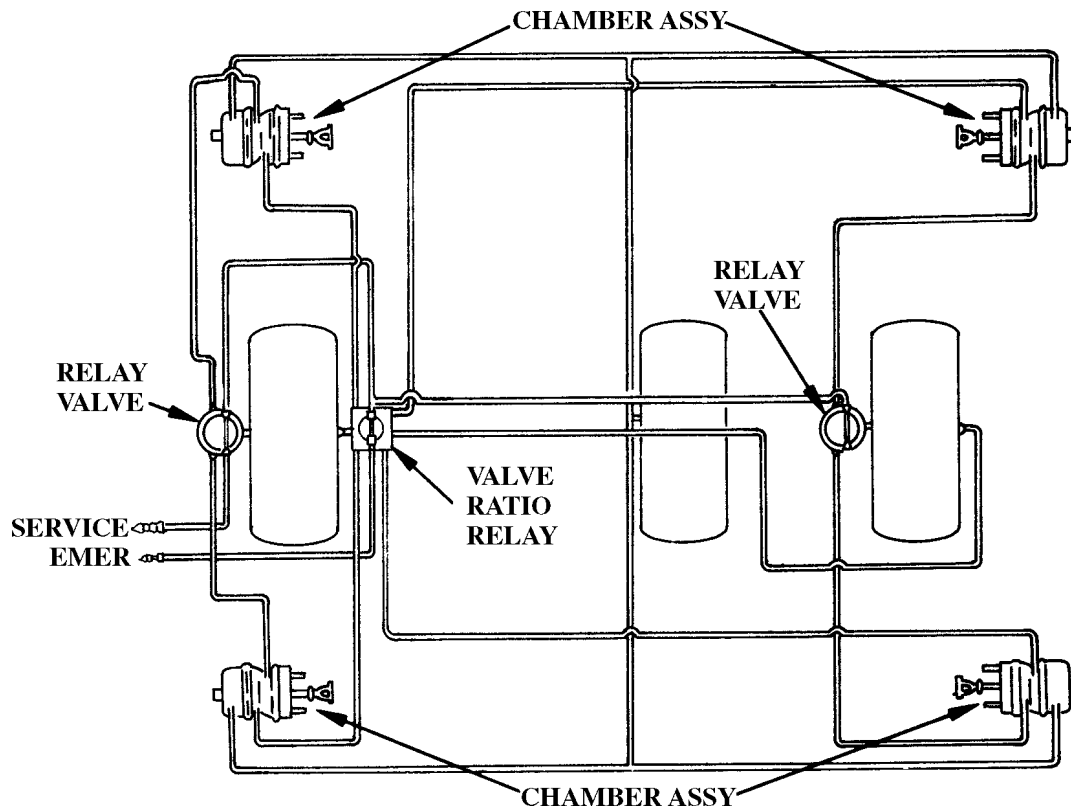 CHAMBER ASSY
RELAY
VALVE
RELAY
VALVE
VALVE
RATIO
RELAY
SERVICE
EMER
CHAMBER ASSY